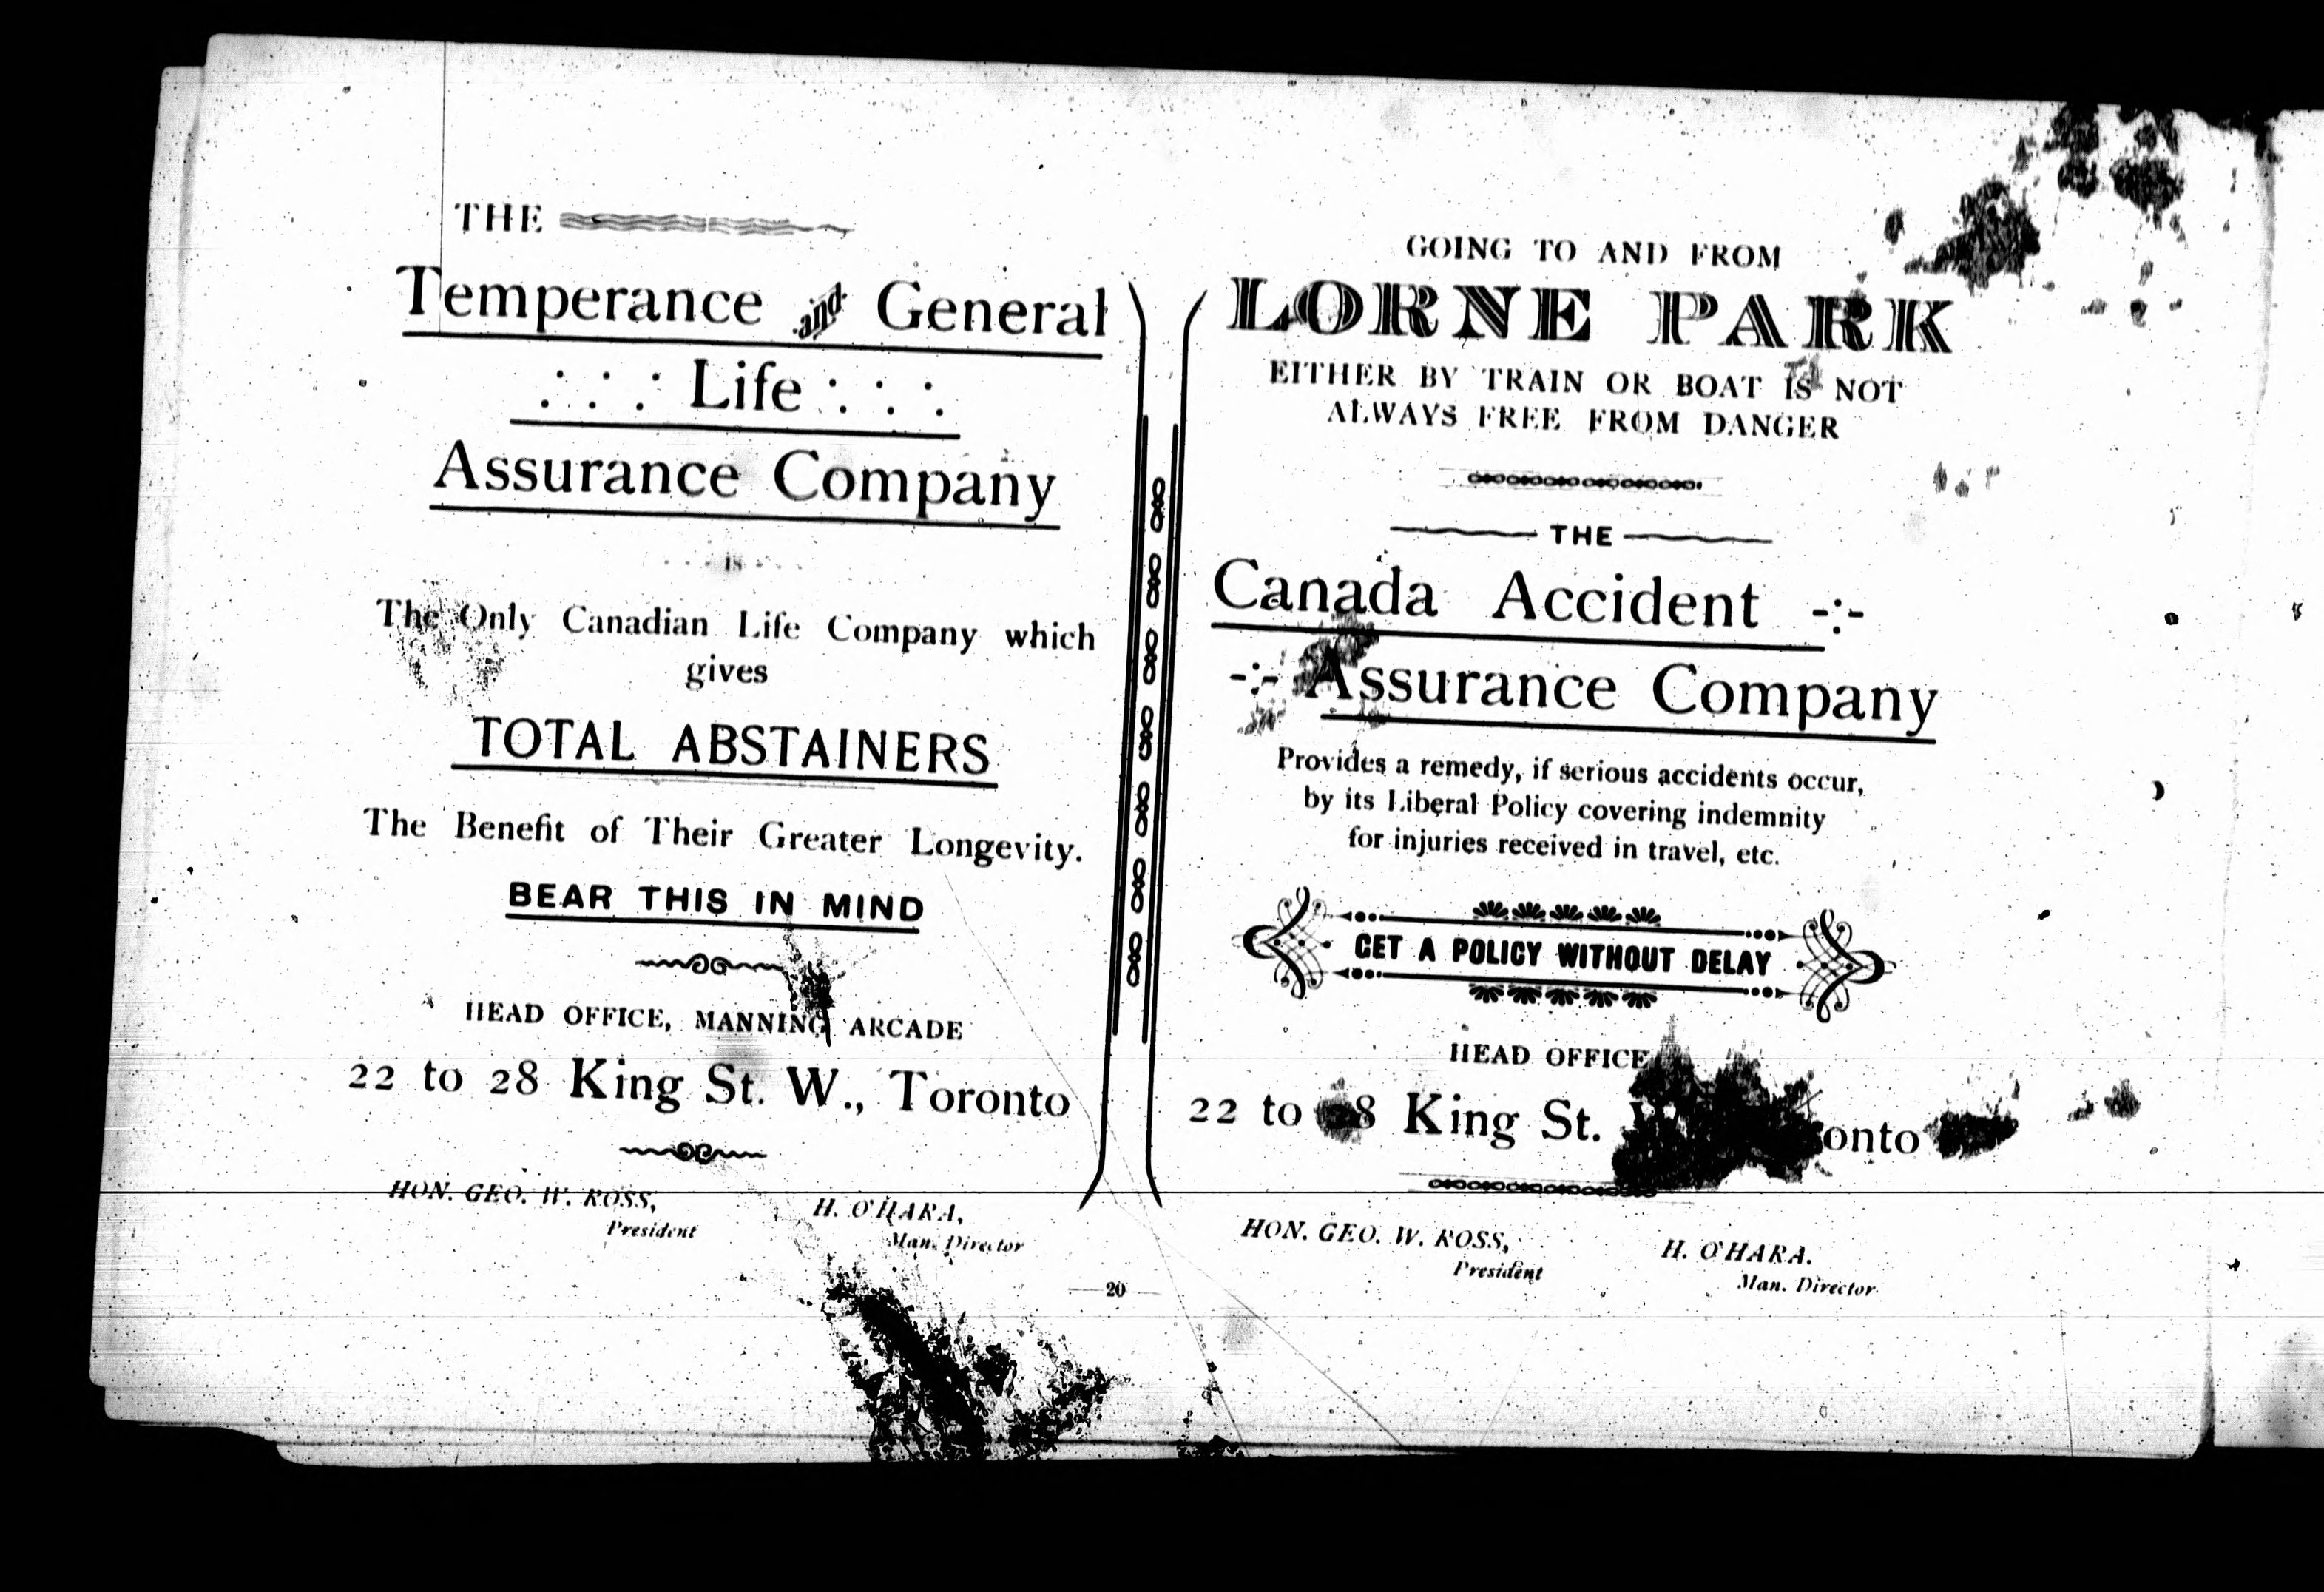 THE
Temperance and General
Life
Assurance Company
IS
The Only Canadian Life Company which
gives
TOTAL ABSTAINERS
The Benefit of Their Greater Longevity.
BEAR THIS IN MIND
HEAD OFFICE, MANNING ARCADE
22 to 28 King St. W., Toronto
HON. GEO. W. ROSS,
President
H. O'HARA,
Man. Director
GOING TO AND FROM
LORNE PARK
EITHER BY TRAIN OR BOAT IS NOT
ALWAYS FREE FROM DANGER
THE
Canada Accident
Assurance Company
Provides a remedy, if serious accidents occur,
by its Liberal Policy covering indemnity
for injuries received in travel, etc.
GET A POLICY WITHOUT DELAY
HEAD OFFICE
22 to 28 King St. onto
HON. GEO. W. ROSS,
President
H. O'HARA.
Man. Director
20